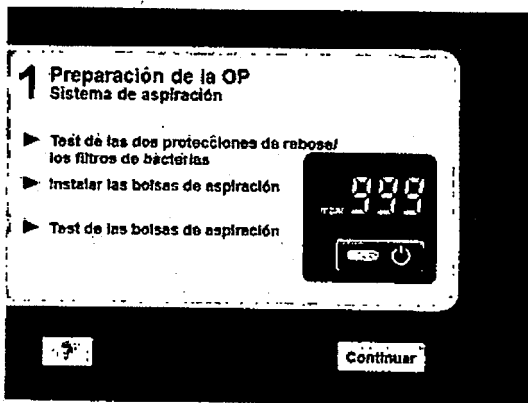 1 Preparación de la OP
Sistema de aspiración
Test de las dos protecciones de rebose/
los filtros de bacterias
Instalar las bolsas de aspiración
999
Test de las bolsas de aspiración
Continuar